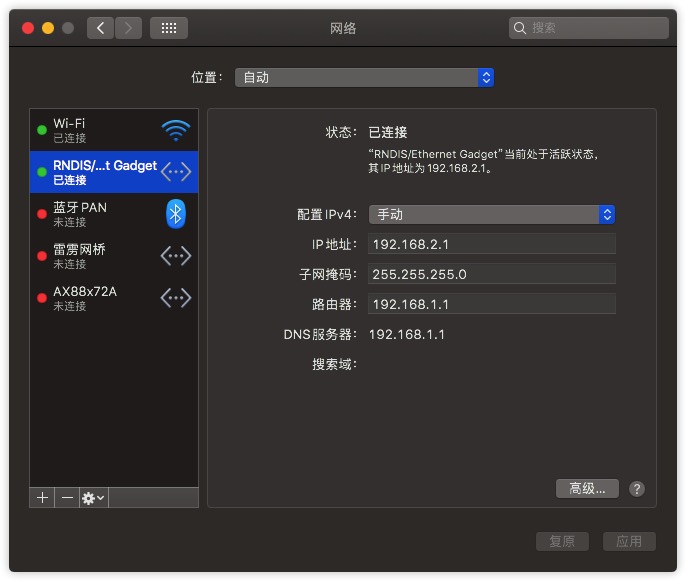 网络
搜索
位置： 自动
Wi-Fi
已连接
RNDIS/...t Gadget
已连接
蓝牙 PAN
未连接
雷雳网桥
未连接
AX88x72A
未连接
状态： 已连接
“RNDIS/Ethernet Gadget”当前处于活跃状态，
其 IP 地址为 192.168.2.1。
配置 IPv4： 手动
IP 地址： 192.168.2.1
子网掩码： 255.255.255.0
路由器： 192.168.1.1
DNS 服务器： 192.168.1.1
搜索域：
高级...
?
复原
应用